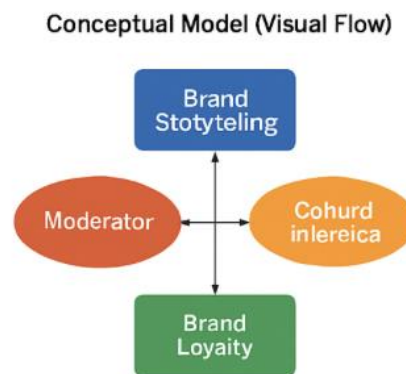 Conceptual Model (Visual Flow)
Brand
Stotyteling
Moderator
Cohurd
inlereica
Brand
Loyaity